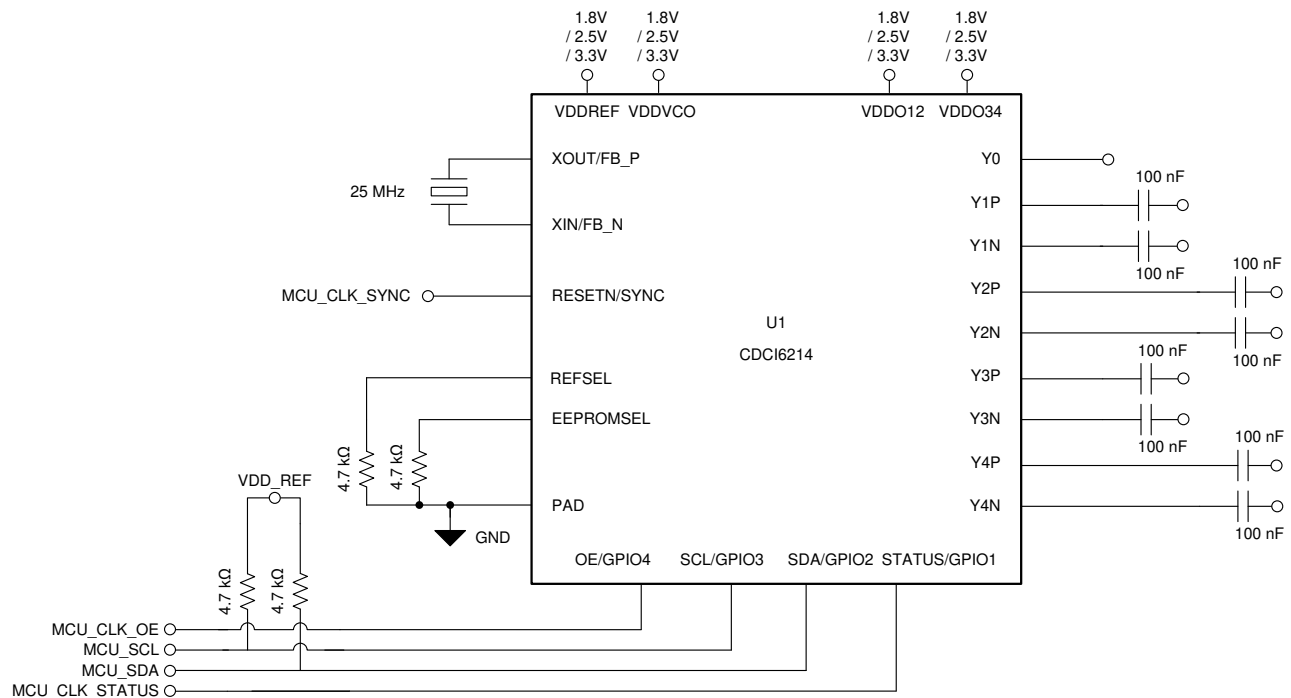 1.8V
/ 2.5V
/ 3.3V
1.8V
/ 2.5V
/ 3.3V
1.8V
/ 2.5V
/ 3.3V
1.8V
/ 2.5V
/ 3.3V
VDDREF VDDVCO VDDO12 VDDO34
XOUT/FB_P
Y0
25 MHz
100 nF
Y1P
XIN/FB_N
Y1N
100 nF
100 nF
MCU_CLK_SYNC
RESETN/SYNC
Y2P
U1
Y2N
CDCI6214
100 nF
100 nF
REFSEL
Y3P
EEPROMSEL
Y3N
100 nF
100 nF
4.7 kΩ
4.7 kΩ
Y4P
VDD_REF
PAD
Y4N
GND
100 nF
OE/GPIO4 SCL/GPIO3 SDA/GPIO2 STATUS/GPIO1
4.7 kΩ
4.7 kΩ
MCU_CLK_OE
MCU_SCL
MCU_SDA
MCU_CLK_STATUS